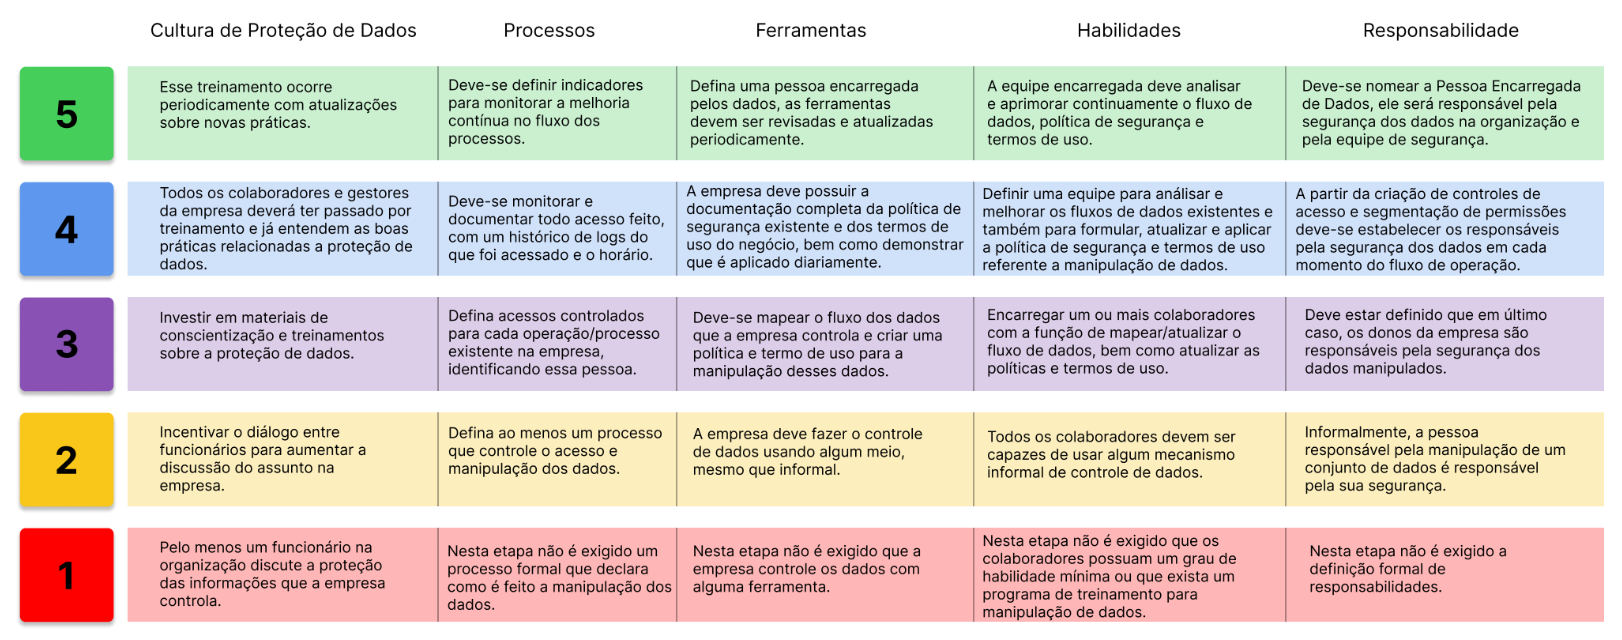 Cultura de Proteção de Dados
Processos
Ferramentas
Habilidades
Responsabilidade
5
Esse treinamento ocorre
periodicamente com atualizações
sobre novas práticas.
Deve-se definir indicadores
para monitorar a melhoria
contínua no fluxo dos
processos.
Defina uma pessoa encarregada
pelos dados, as ferramentas
devem ser revisadas e atualizadas
periodicamente.
A equipe encarregada deve analisar
e aprimorar continuamente o fluxo de
dados, política de segurança e
termos de uso.
Deve-se nomear a Pessoa Encarregada
de Dados, ele será responsável pela
segurança dos dados na organização e
pela equipe de segurança.
4
Todos os colaboradores e gestores
da empresa deverá ter passado por
treinamento e já entendem as boas
práticas relacionadas a proteção de
dados.
Deve-se monitorar e
documentar todo acesso feito,
com um histórico de logs do
que foi acessado e o horário.
A empresa deve possuir a
documentação completa da política de
segurança existente e dos termos de
uso do negócio, bem como demonstrar
que é aplicado diariamente.
Definir uma equipe para análisar e
melhorar os fluxos de dados existentes e
também para formular, atualizar e aplicar
a política de segurança e termos de uso
referente a manipulação de dados.
A partir da criação de controles de
acesso e segmentação de permissões
deve-se estabelecer os responsáveis
pela segurança dos dados em cada
momento do fluxo de operação.
3
Investir em materiais de
conscientização e treinamentos
sobre a proteção de dados.
Defina acessos controlados
para cada operação/processo
existente na empresa,
identificando essa pessoa.
Deve-se mapear o fluxo dos dados
que a empresa controla e criar uma
política e termo de uso para a
manipulação desses dados.
Encarregar um ou mais colaboradores
com a função de mapear/atualizar o
fluxo de dados, bem como atualizar as
políticas e termos de uso.
Deve estar definido que em último
caso, os donos da empresa são
responsáveis pela segurança dos
dados manipulados.
2
Incentivar o diálogo entre
funcionários para aumentar a
discussão do assunto na
empresa.
Defina ao menos um processo
que controle o acesso e
manipulação dos dados.
A empresa deve fazer o controle
de dados usando algum meio,
mesmo que informal.
Todos os colaboradores devem ser
capazes de usar algum mecanismo
informal de controle de dados.
Informalmente, a pessoa
responsável pela manipulação de um
conjunto de dados é responsável
pela sua segurança.
1
Pelo menos um funcionário na
organização discute a proteção
das informações que a empresa
controla.
Nesta etapa não é exigido um
processo formal que declara
como é feito a manipulação dos
dados.
Nesta etapa não é exigido que a
empresa controle os dados com
alguma ferramenta.
Nesta etapa não é exigido que os
colaboradores possuam um grau de
habilidade mínima ou que exista um
programa de treinamento para
manipulação de dados.
Nesta etapa não é exigido a
definição formal de
responsabilidades.